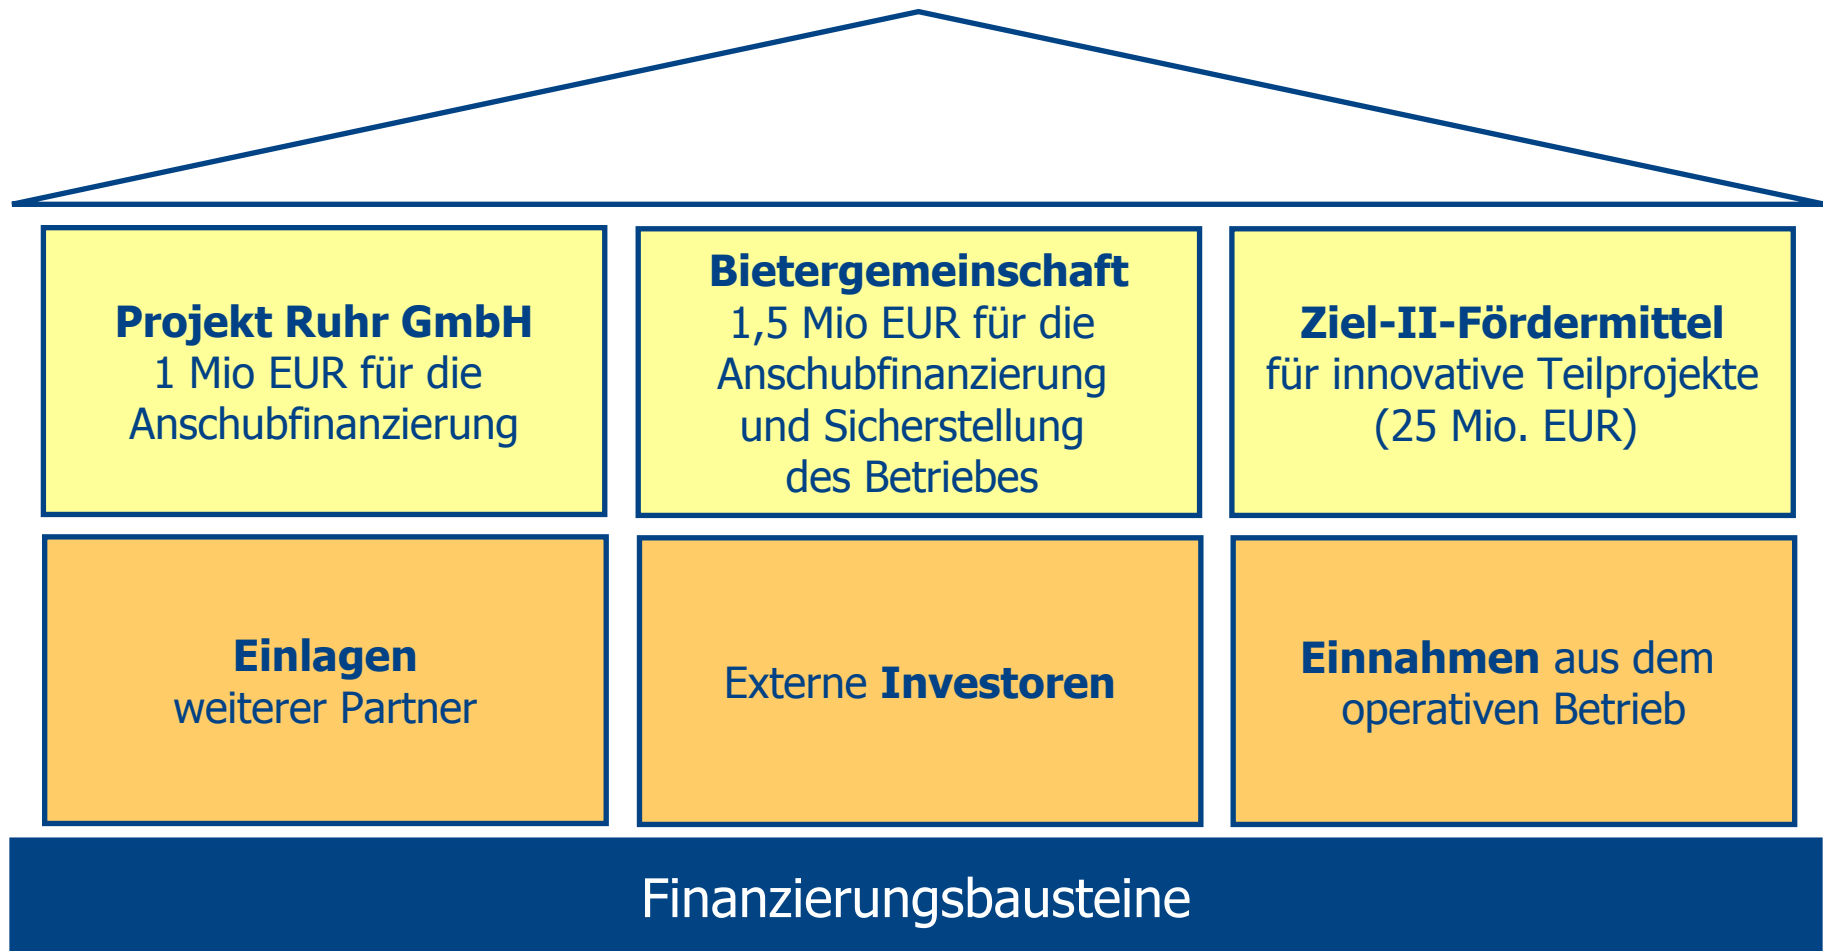 Projekt Ruhr GmbH
1 Mio EUR für die
Anschubfinanzierung
Bietergemeinschaft
1,5 Mio EUR für die
Anschubfinanzierung
und Sicherstellung
des Betriebes
Ziel-II-Fördermittel
für innovative Teilprojekte
(25 Mio. EUR)
Einlagen
weiterer Partner
Externe Investoren
Einnahmen aus dem
operativen Betrieb
Finanzierungsbausteine